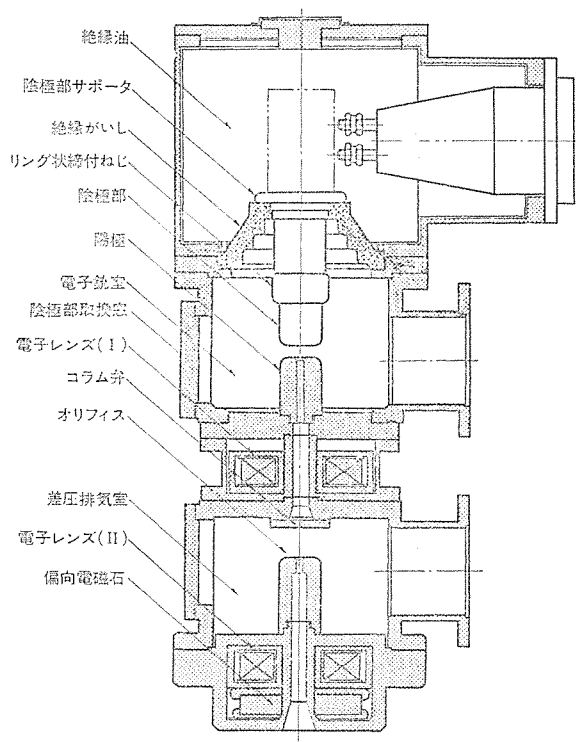 絶縁油
陰極部サポータ
絶縁がいし
リング状締付ねじ
陰極部
陽極
電子銃室
陰極部取換窓
電子レンズ(I)
コラム弁
オリフィス
差圧排気室
電子レンズ(II)
偏向電磁石